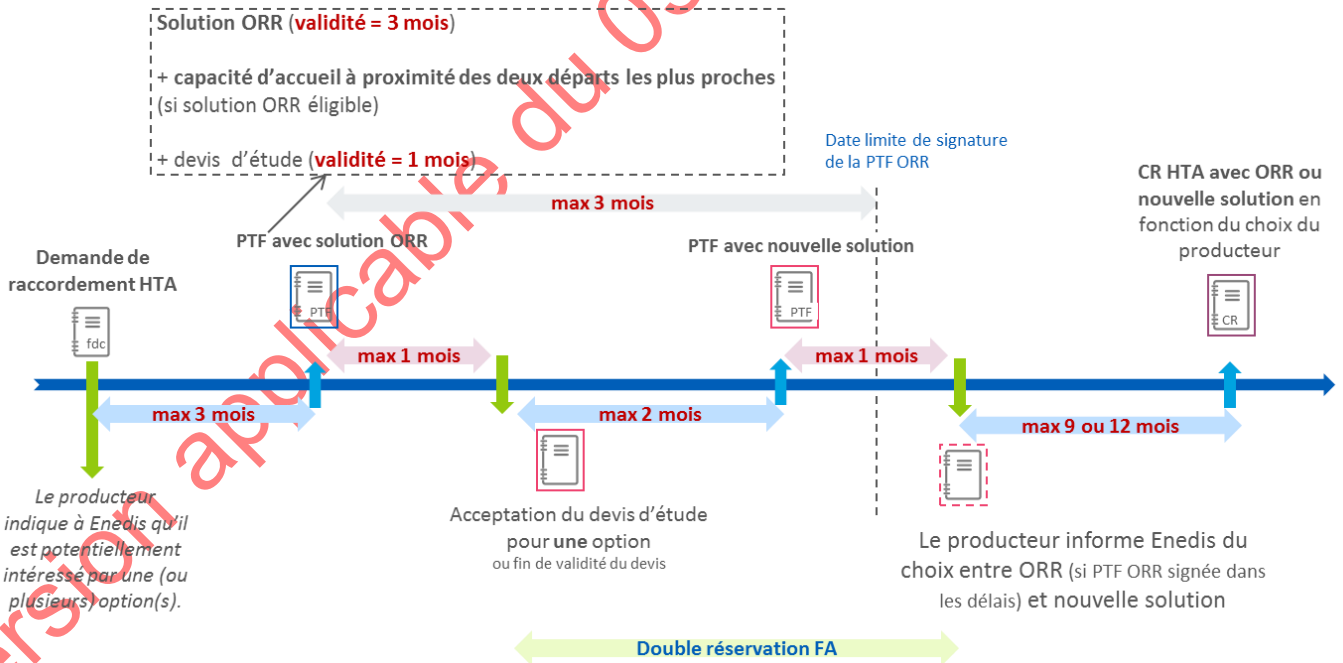 Solution ORR (validité = 3 mois)
+ capacité d'accueil à proximité des deux départs les plus proches
(si solution ORR éligible)
+ devis d'étude (validité = 1 mois)
Date limite de signature
de la PTF ORR
max 3 mois
CR HTA avec ORR ou
nouvelle solution en
fonction du choix du
producteur
PTF avec solution ORR
PTF avec nouvelle solution
Demande de
raccordement HTA
fdc
PTF
PTF
CR
max 1 mois
max 1 mois
max 3 mois
max 2 mois
max 9 ou 12 mois
Le producteur
indique à Enedis qu'il
est potentiellement
intéressé par une (ou
plusieurs) option(s).
Acceptation du devis d'étude
pour une option
ou fin de validité du devis
Le producteur informe Enedis du
choix entre ORR (si PTF ORR signée dans
les délais) et nouvelle solution
Double réservation FA
ersion applicable du 0